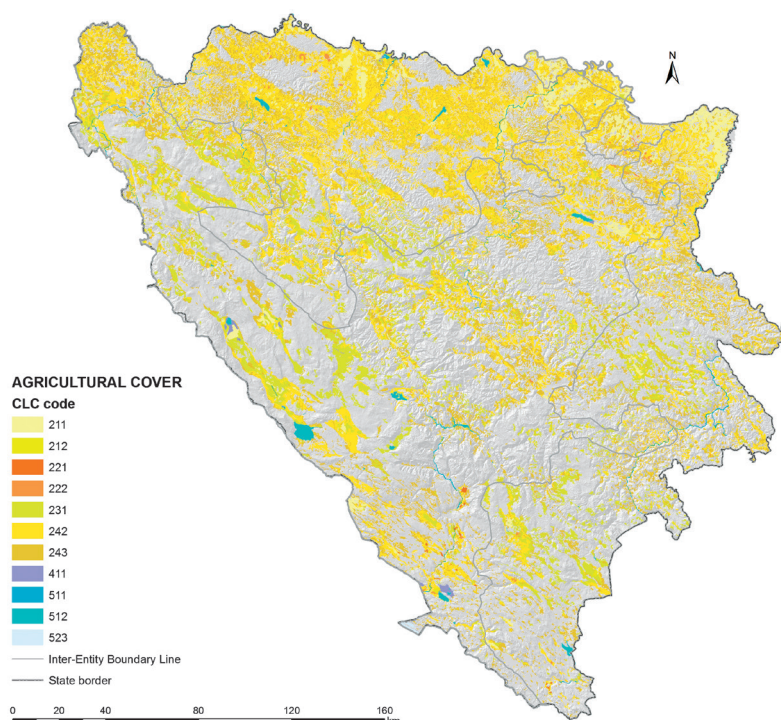 N
AGRICULTURAL COVER
CLC code
211
212
221
222
231
242
243
411
511
512
523
Inter-Entity Boundary Line
State border
0 20 40 80 120 160
km